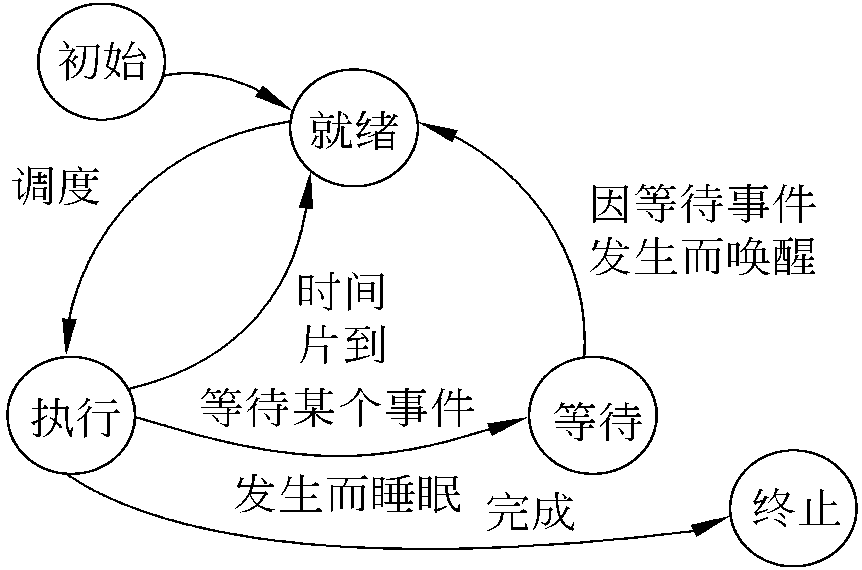 初始
就绪
调度
因等待事件
发生而唤醒
时间
片到
执行
等待某个事件
等待
发生而睡眠
完成
终止